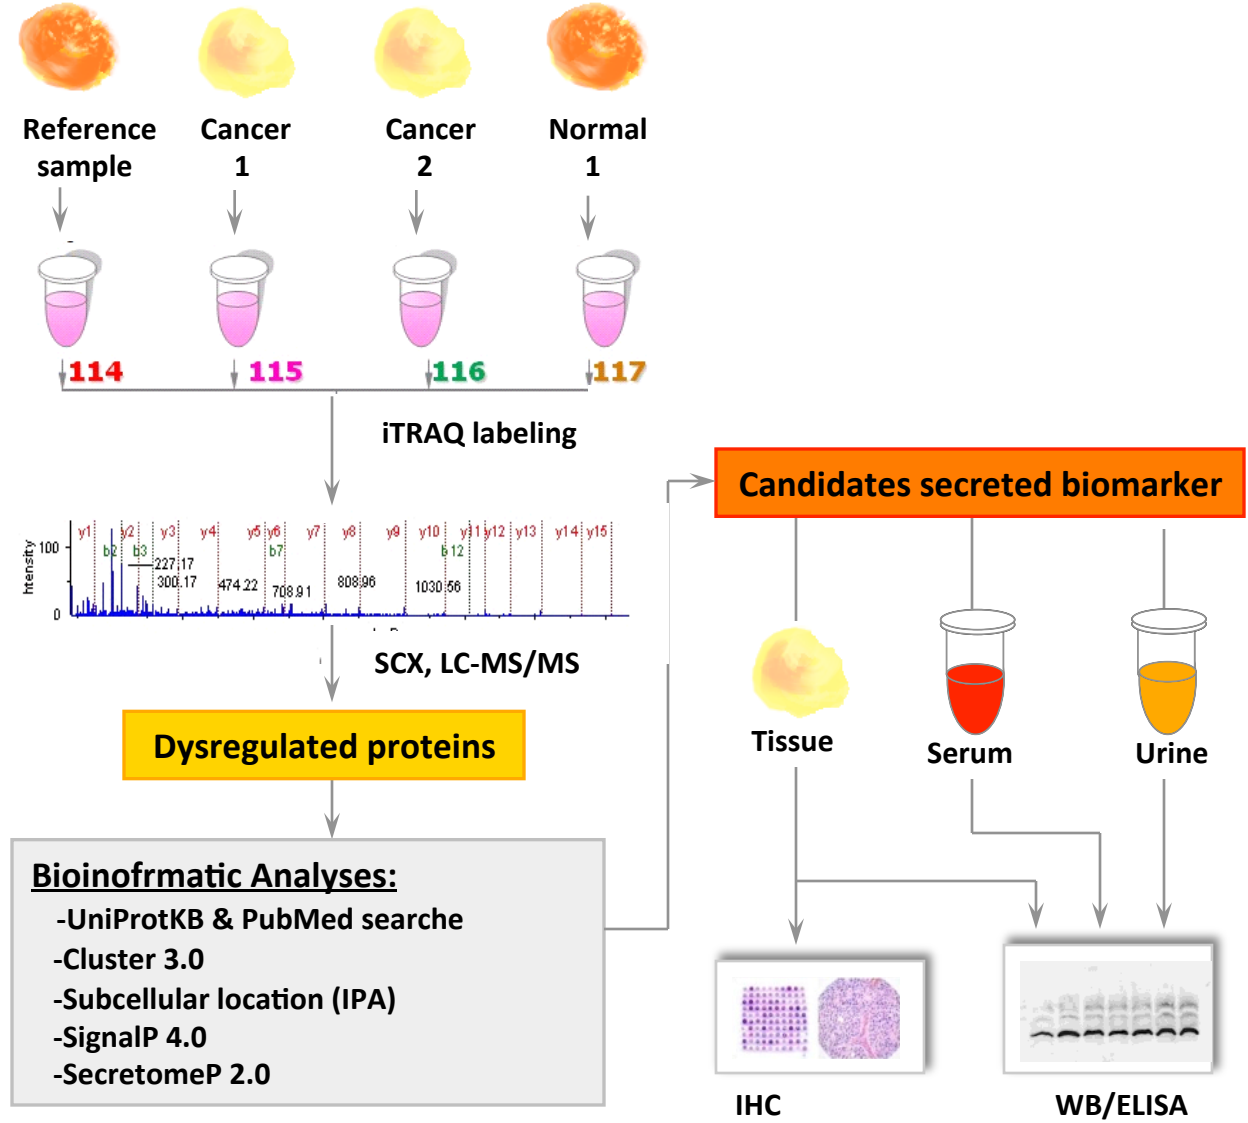 Reference sample
Cancer 1
Cancer 2
Normal 1
114
115
116
117
iTRAQ labeling
y1 y2 y3 y4 y5 y6 y7 y8 y9 y10 y11 y12 y13 y14 y15
b2 b3 b7 b12
100
227.17
300.17
474.22
708.91
808.96
1030.56
0
SCX, LC-MS/MS
Dysregulated proteins
Bioinofrmatic Analyses:
-UniProtKB & PubMed searche
-Cluster 3.0
-Subcellular location (IPA)
-SignalP 4.0
-SecretomeP 2.0
Candidates secreted biomarker
Tissue
Serum
Urine
IHC
WB/ELISA